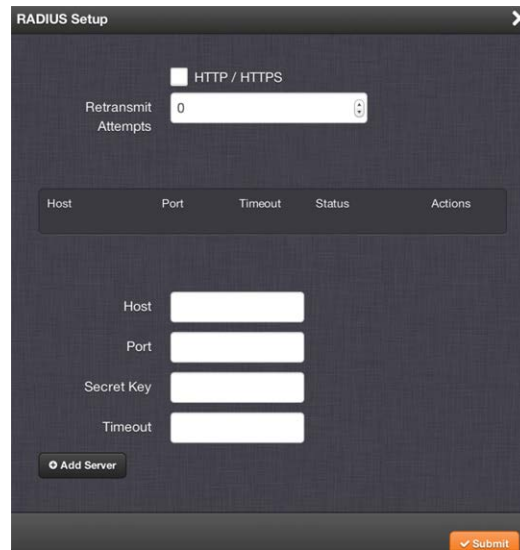 RADIUS Setup
HTTP / HTTPS
Retransmit
Attempts
0
Host Port Timeout Status Actions
Host
Port
Secret Key
Timeout
Add Server
Submit